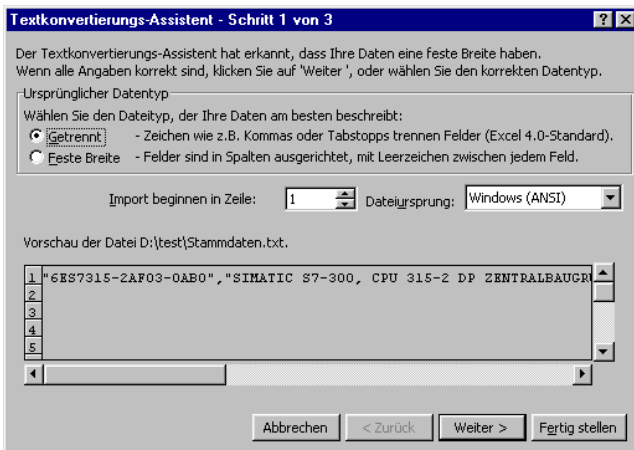 Textkonvertierungs-Assistent - Schritt 1 von 3
Der Textkonvertierungs-Assistent hat erkannt, dass Ihre Daten eine feste Breite haben.
Wenn alle Angaben korrekt sind, klicken Sie auf 'Weiter ', oder wählen Sie den korrekten Datentyp.
Ursprünglicher Datentyp
Wählen Sie den Dateityp, der Ihre Daten am besten beschreibt:
Getrennt - Zeichen wie z.B. Kommas oder Tabstopps trennen Felder (Excel 4.0-Standard).
Feste Breite - Felder sind in Spalten ausgerichtet, mit Leerzeichen zwischen jedem Feld.
Import beginnen in Zeile: 1 Dateiursprung: Windows (ANSI)
Vorschau der Datei D:\test\Stammdaten.txt.
1 "6ES7315-2AF03-0AB0","SIMATIC S7-300, CPU 315-2 DP ZENTRALBAUGRU
2
3
4
5
Abbrechen < Zurück Weiter > Fertig stellen